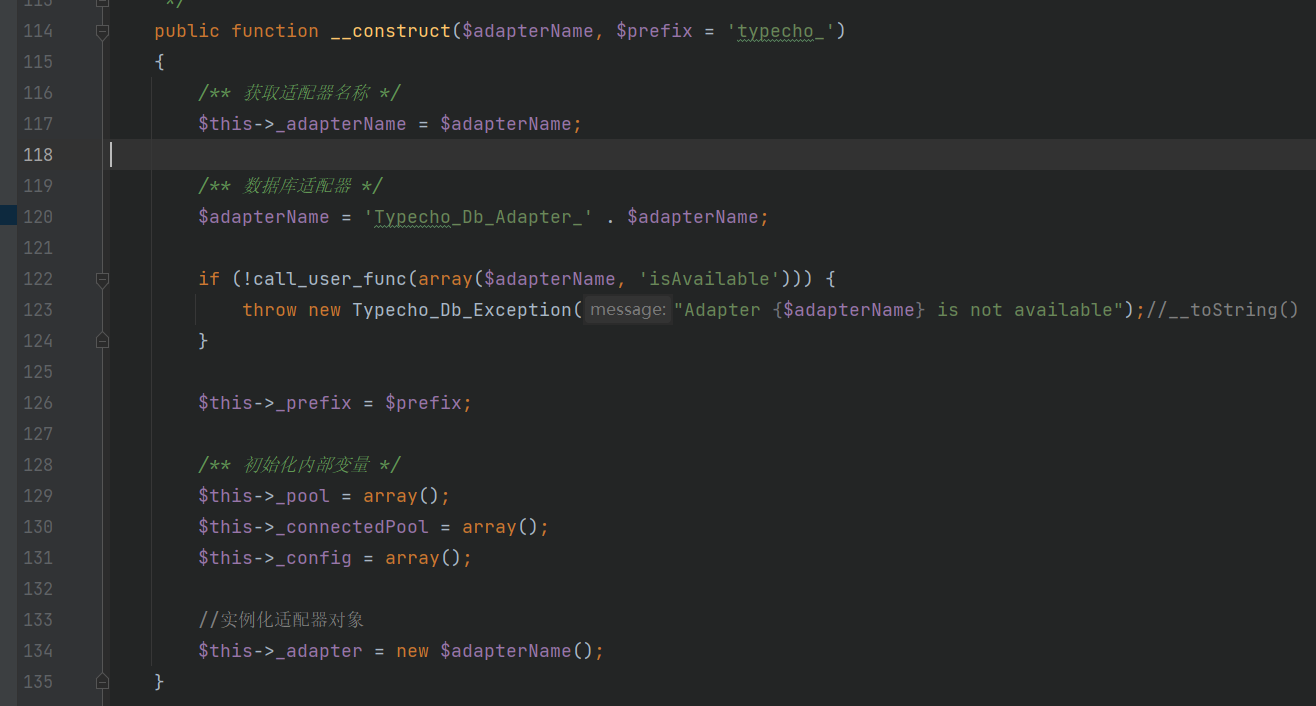 113 */
114 public function __construct($adapterName, $prefix = 'typecho_')
115 {
116 /** 获取适配器名称 */
117 $this->_adapterName = $adapterName;
118
119 /** 数据库适配器 */
120 $adapterName = 'Typecho_Db_Adapter_' . $adapterName;
121
122 if (!call_user_func(array($adapterName, 'isAvailable'))) {
123 throw new Typecho_Db_Exception( message: "Adapter {$adapterName} is not available");//__toString()
124 }
125
126 $this->_prefix = $prefix;
127
128 /** 初始化内部变量 */
129 $this->_pool = array();
130 $this->_connectedPool = array();
131 $this->_config = array();
132
133 //实例化适配器对象
134 $this->_adapter = new $adapterName();
135 }